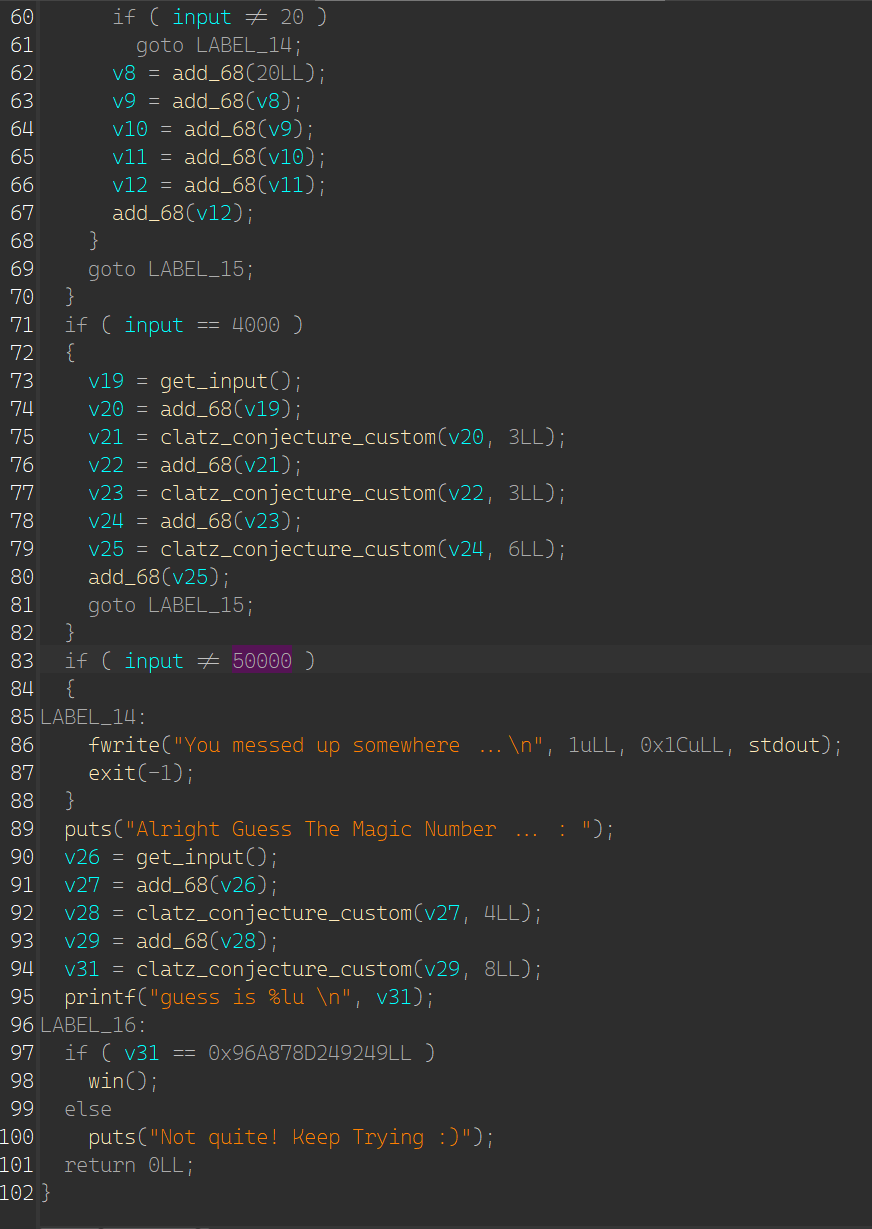 60       if ( input ≠ 20 )
61         goto LABEL_14;
62       v8 = add_68(20LL);
63       v9 = add_68(v8);
64       v10 = add_68(v9);
65       v11 = add_68(v10);
66       v12 = add_68(v11);
67       add_68(v12);
68     }
69     goto LABEL_15;
70   }
71   if ( input == 4000 )
72   {
73     v19 = get_input();
74     v20 = add_68(v19);
75     v21 = clatz_conjecture_custom(v20, 3LL);
76     v22 = add_68(v21);
77     v23 = clatz_conjecture_custom(v22, 3LL);
78     v24 = add_68(v23);
79     v25 = clatz_conjecture_custom(v24, 6LL);
80     add_68(v25);
81     goto LABEL_15;
82   }
83   if ( input ≠ 50000 )
84   {
85 LABEL_14:
86     fwrite("You messed up somewhere ...\n", 1uLL, 0x1CuLL, stdout);
87     exit(-1);
88   }
89   puts("Alright Guess The Magic Number ... : ");
90   v26 = get_input();
91   v27 = add_68(v26);
92   v28 = clatz_conjecture_custom(v27, 4LL);
93   v29 = add_68(v28);
94   v31 = clatz_conjecture_custom(v29, 8LL);
95   printf("guess is %lu \n", v31);
96 LABEL_16:
97   if ( v31 == 0x96A878D249249LL )
98     win();
99   else
100     puts("Not quite! Keep Trying :)");
101   return 0LL;
102 }